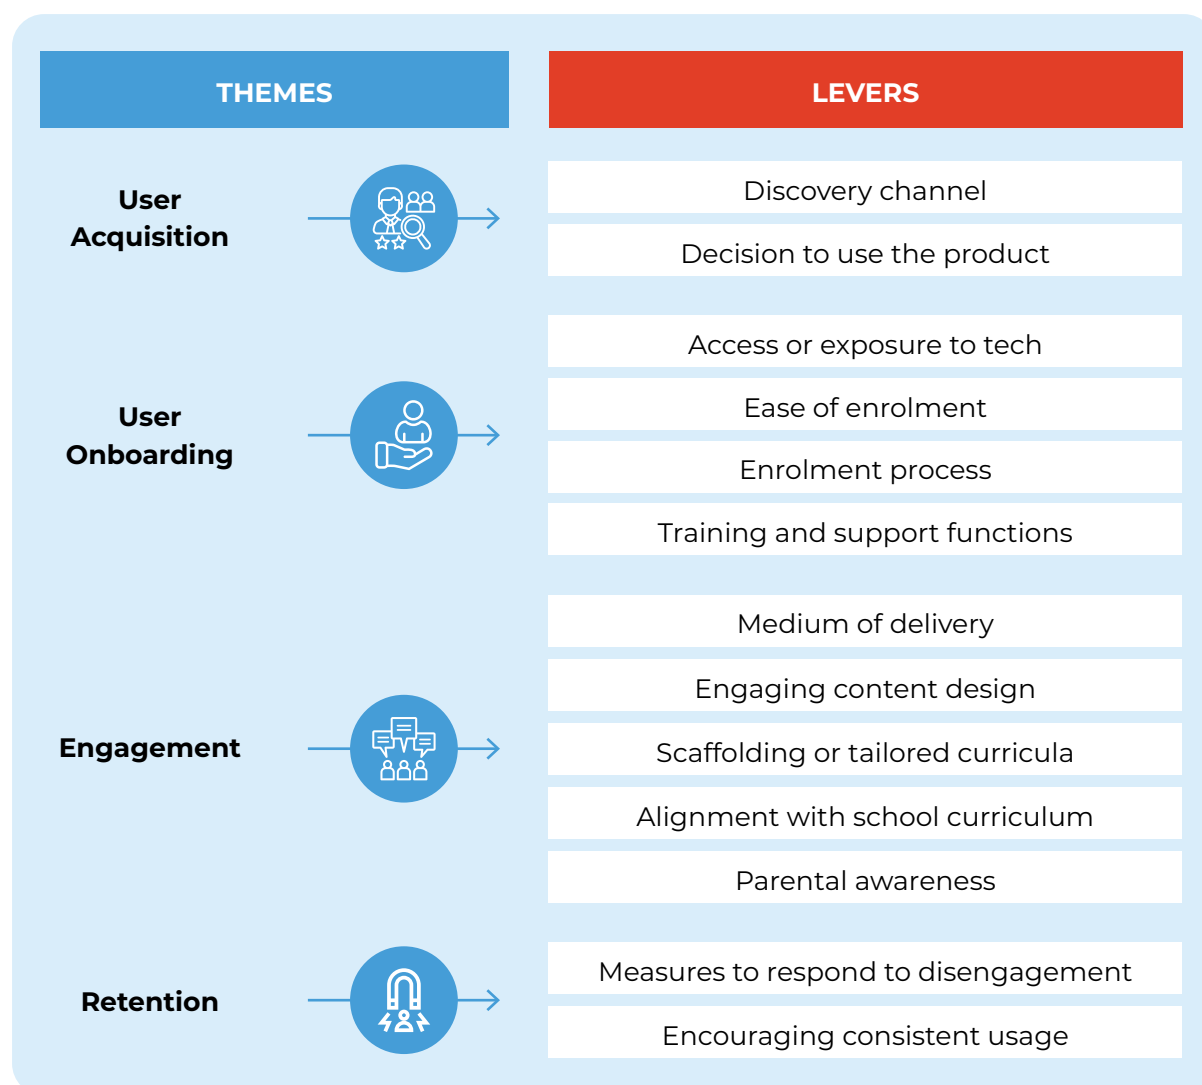 THEMES
LEVERS
User
Acquisition
Discovery channel
Decision to use the product
User
Onboarding
Access or exposure to tech
Ease of enrolment
Enrolment process
Training and support functions
Engagement
Medium of delivery
Engaging content design
Scaffolding or tailored curricula
Alignment with school curriculum
Parental awareness
Retention
Measures to respond to disengagement
Encouraging consistent usage